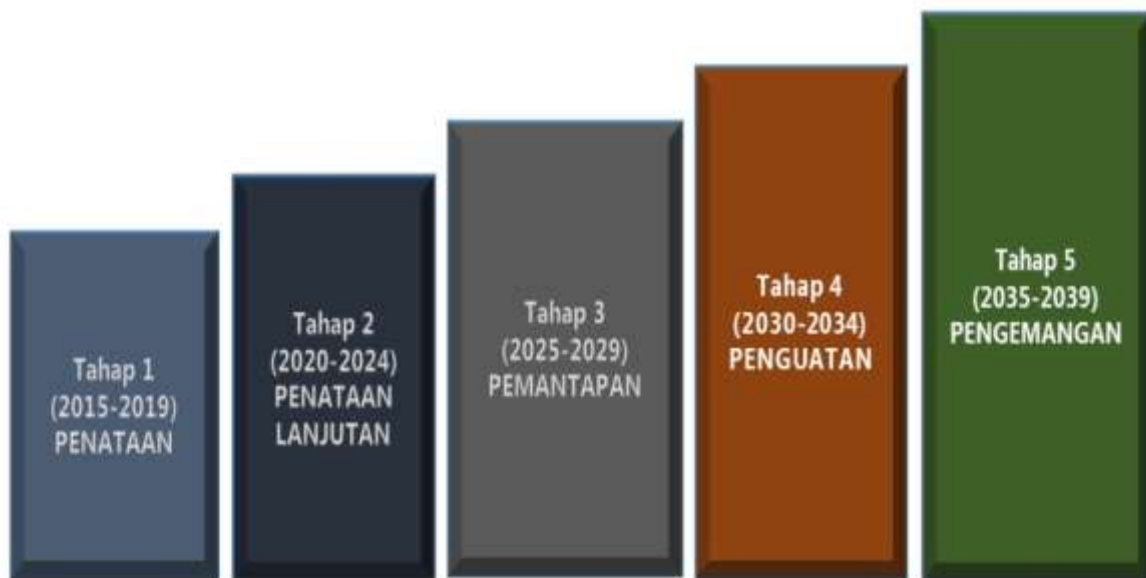 Tahap 1
(2015-2019)
PENATAAN
Tahap 2
(2020-2024)
PENATAAN
LANJUTAN
Tahap 3
(2025-2029)
PEMANTAPAN
Tahap 4
(2030-2034)
PENGUATAN
Tahap 5
(2035-2039)
PENGEMANGAN